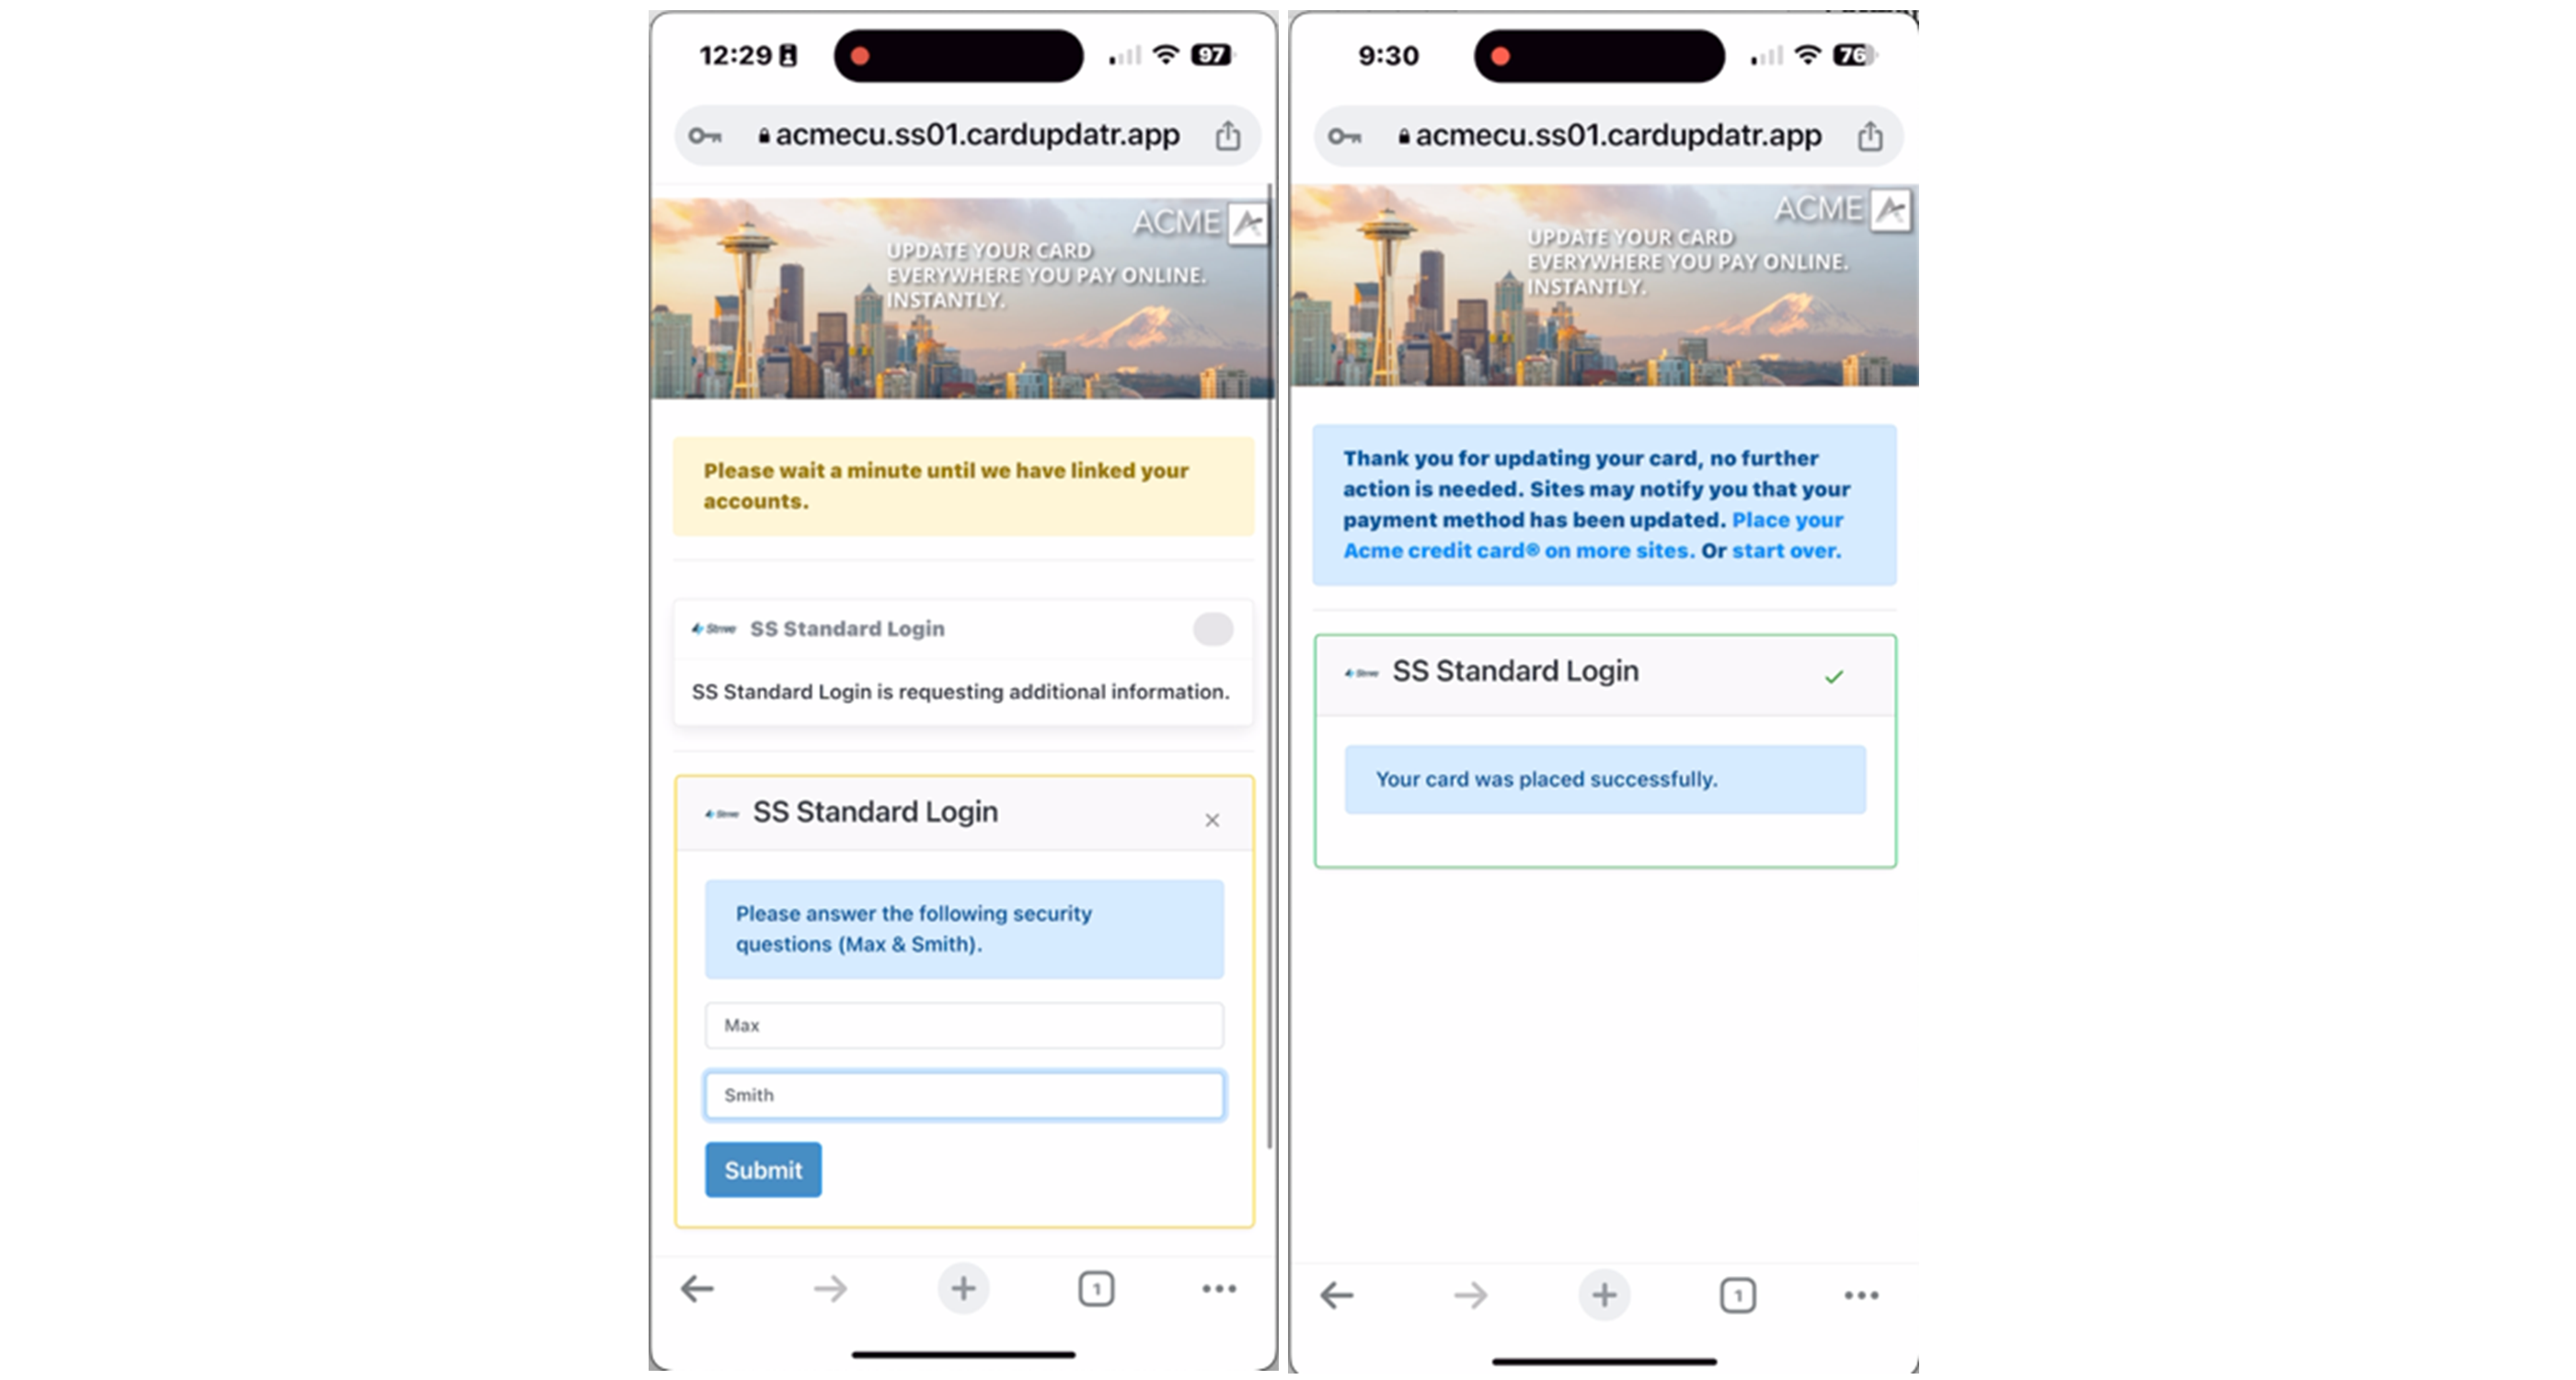 12:29
97
acmecu.ss01.cardupdatr.app
ACME
UPDATE YOUR CARD
EVERYWHERE YOU PAY ONLINE.
INSTANTLY.
Please wait a minute until we have linked your
accounts.
SS Standard Login
SS Standard Login is requesting additional information.
SS Standard Login
Please answer the following security
questions (Max & Smith).
Max
Smith
Submit
1
9:30
76
acmecu.ss01.cardupdatr.app
ACME
UPDATE YOUR CARD
EVERYWHERE YOU PAY ONLINE.
INSTANTLY.
Thank you for updating your card, no further
action is needed. Sites may notify you that your
payment method has been updated. Place your
Acme credit card® on more sites. Or start over.
SS Standard Login
Your card was placed successfully.
1